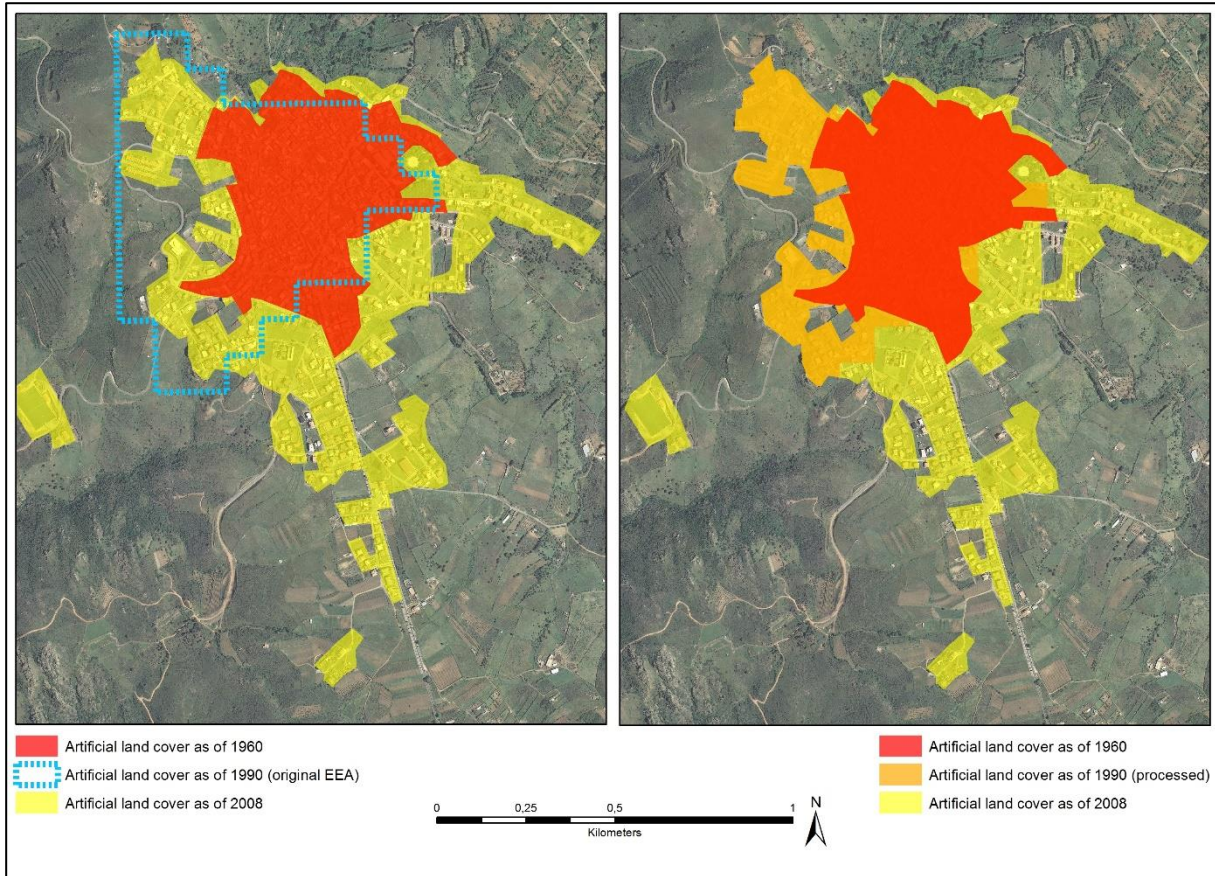 Artificial land cover as of 1960
Artificial land cover as of 1990 (original EEA)
Artificial land cover as of 2008
0 0,25 0,5 1
Kilometers
N
Artificial land cover as of 1960
Artificial land cover as of 1990 (processed)
Artificial land cover as of 2008